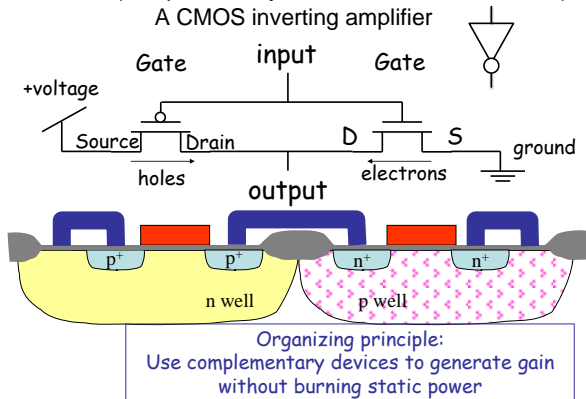 A CMOS inverting amplifier
Gate input Gate
+voltage
Source Drain D S
ground
holes electrons
output
p+ p+ n+ n+
n well p well
Organizing principle:
Use complementary devices to generate gain
without burning static power